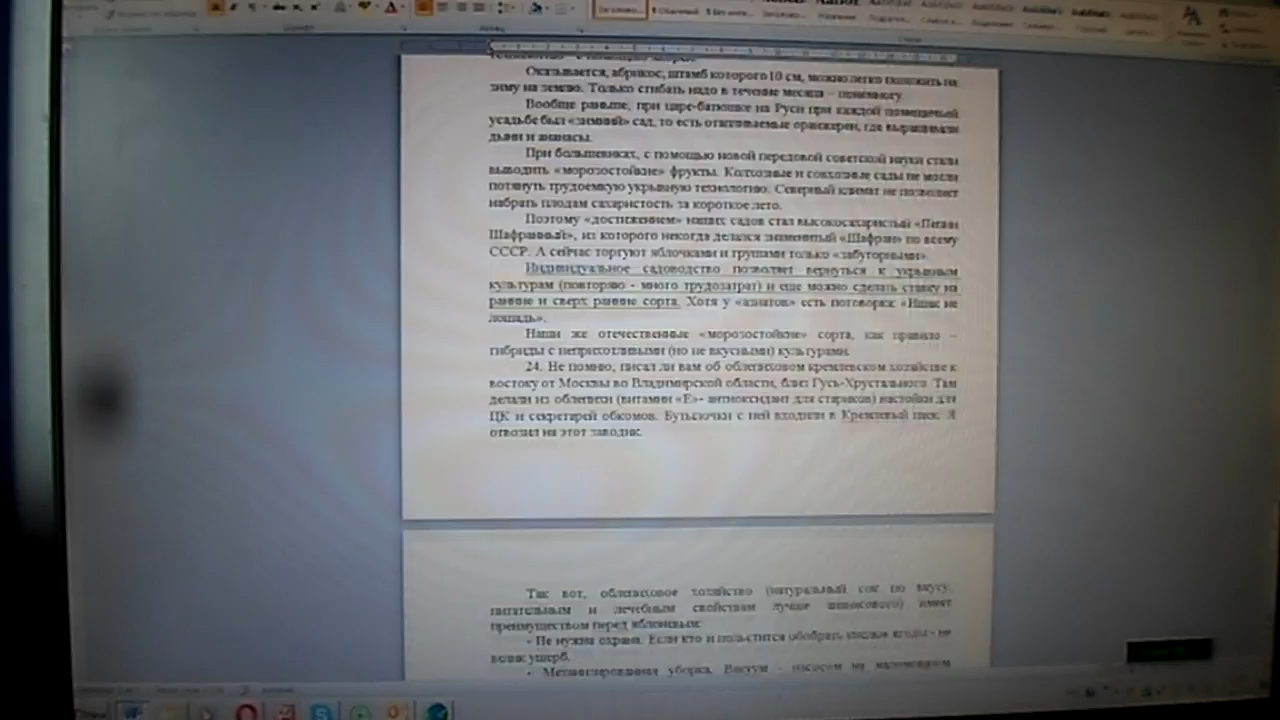 Оказывается, абрикос, штамб которого 10 см, можно легко положить на
зиму на землю. Только сгибать надо в течение месяца – понемногу.
Вообще раньше, при царе-батюшке на Руси при каждой помещичьей
усадьбе был «зимний» сад, то есть отапливаемые оранжереи, где выращивали
дыни и ананасы.
При большевиках, с помощью новой передовой советской науки стали
выводить «морозостойкие» фрукты. Колхозные и совхозные сады не могли
потянуть трудоемкую укрывную технологию. Северный климат не позволяет
набрать плодам сахаристость за короткое лето.
Поэтому «достижением» наших садов стал высокосахаристый «Пепин
Шафранный», из которого некогда делался знаменитый «Шафран» по всему
СССР. А сейчас торгуют яблочками и грушами только «забугорными».
Индивидуальное садоводство позволяет вернуться к укрывным
культурам (повторяю - много трудозатрат) и еще можно сделать ставку на
ранние и сверх ранние сорта. Хотя у «азиатов» есть поговорка: «Ишак не
лошадь».
Наши же отечественные «морозостойкие» сорта, как правило –
гибриды с неприхотливыми (но не вкусными) культурами.
24. Не помню, писал ли вам об облепиховом кремлевском хозяйстве к
востоку от Москвы во Владимирской области, близ Гусь-Хрустального. Там
делали из облепихи (витамин «Е»- антиоксидант для стариков) настойки для
ЦК и секретарей обкомов. Бутылочки с ней входили в Кремлевый паек. Я
отвозил на этот заводик.
Так вот, облепиховое хозяйство (натуральный сок по вкусу,
питательным и лечебным свойствам лучше ананасового) имеет
преимуществом перед яблоневым:
- Не нужна охрана. Если кто и польстится обобрать кислые ягоды - не
велик ущерб.
- Механизированная уборка. Вакуум - насосом на